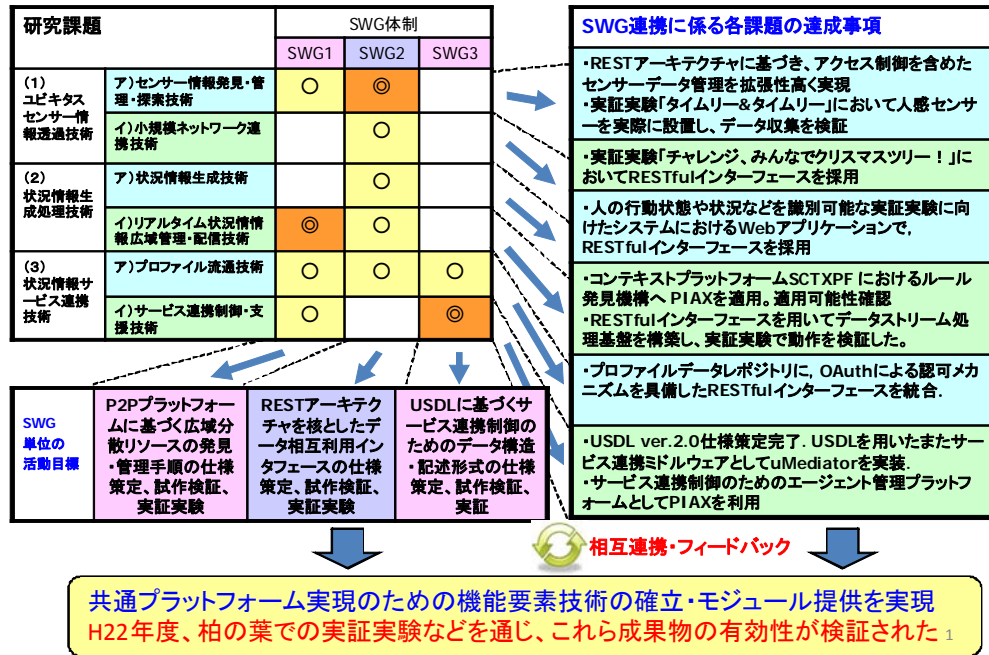 研究課題
SWG体制
SWG1 SWG2 SWG3
(1)
ユビキタス
センサー情
報透過技術
ア)センサー情報発見・管
理・探索技術
○ ◎
イ)小規模ネットワーク連
携技術
○
(2)
状況情報生
成処理技術
ア)状況情報生成技術
○
イ)リアルタイム状況情情
報広域管理・配信技術
◎ ○
(3)
状況情報サ
ービス連携
技術
ア)プロファイル流通技術
○ ○ ○
イ)サービス連携制御・支
援技術
○ ◎
SWG
単位の
活動目標
P2Pプラットフォー
ムに基づく広域分
散リソースの発見
・管理手順の仕様
策定、試作検証、
実証実験
RESTアーキテク
チャを核としたデ
ータ相互利用イン
タフェースの仕様
策定、試作検証、
実証実験
USDLに基づくサ
ービス連携制御の
ためのデータ構造
・記述形式の仕様
策定、試作検証、
実証
SWG連携に係る各課題の達成事項
・RESTアーキテクチャに基づき、アクセス制御を含めた
センサーデータ管理を拡張性高く実現
・実証実験「タイムリー&タイムリー」において人感センサ
ーを実際に設置し、データ収集を検証
・実証実験「チャレンジ、みんなでクリスマスツリー！」に
おいてRESTfulインターフェースを採用
・人の行動状態や状況などを識別可能な実証実験に向
けたシステムにおけるWebアプリケーションで,
RESTfulインターフェースを採用
・コンテキストプラットフォームSCTXPF におけるルール
発見機構へ PIAXを適用。適用可能性確認
・RESTfulインターフェースを用いてデータストリーム処
理基盤を構築し、実証実験で動作を検証した。
・プロファイルデータレポジトリに, OAuthによる認可メカ
ニズムを具備したRESTfulインターフェースを統合.
・USDL ver.2.0仕様策定完了. USDLを用いたまたサー
ビス連携ミドルウェアとしてuMediatorを実装.
・サービス連携制御のためのエージェント管理プラットフ
ォームとしてPIAXを利用
相互連携・フィードバック
共通プラットフォーム実現のための機能要素技術の確立・モジュール提供を実現
H22年度、柏の葉での実証実験などを通じ、これら成果物の有効性が検証された 1